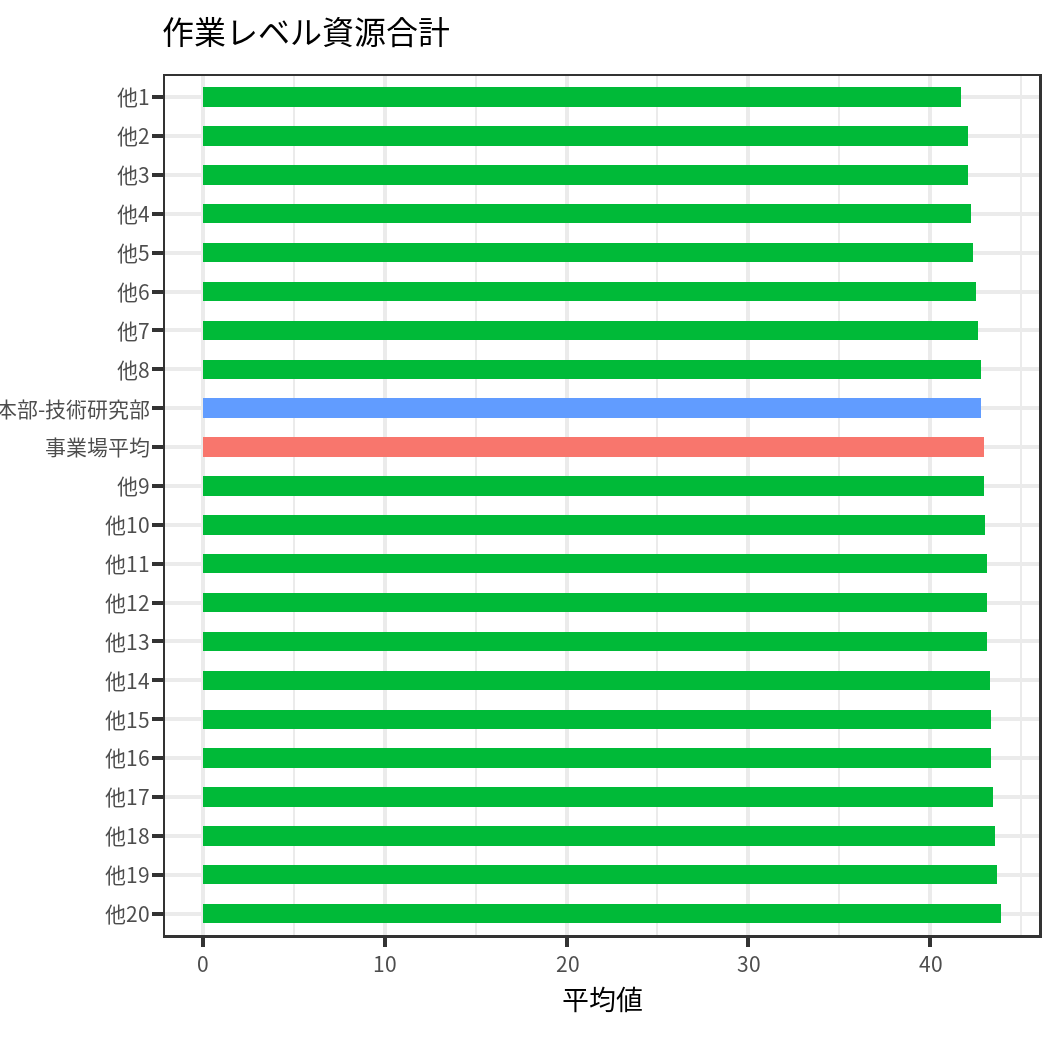 作業レベル資源合計
他1
他2
他3
他4
他5
他6
他7
他8
本部-技術研究部
事業場平均
他9
他10
他11
他12
他13
他14
他15
他16
他17
他18
他19
他20
0 10 20 30 40
平均値